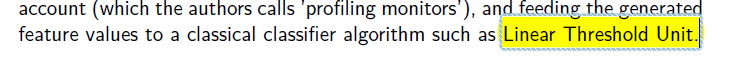 account (which the authors calls 'profiling monitors'), and feeding the generated
feature values to a classical classifier algorithm such as Linear Threshold Unit.